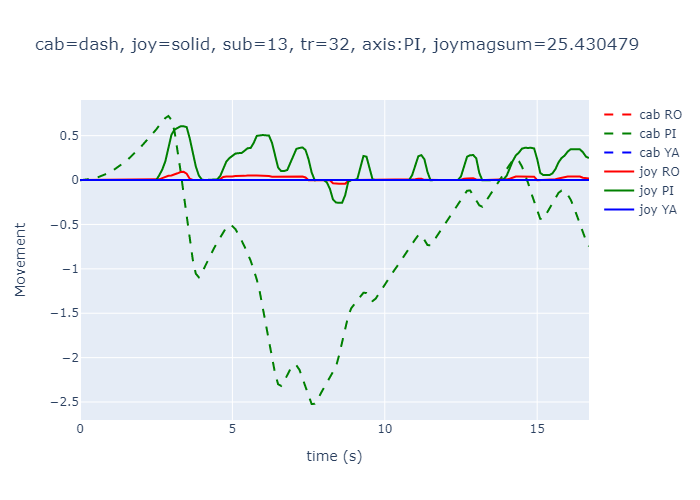 cab=dash, joy=solid, sub=13, tr=32, axis:PI, joymagsum=25.430479
cab RO
cab PI
cab YA
joy RO
joy PI
joy YA
Movement
0.5
0
−0.5
−1
−1.5
−2
−2.5
0 5 10 15
time (s)